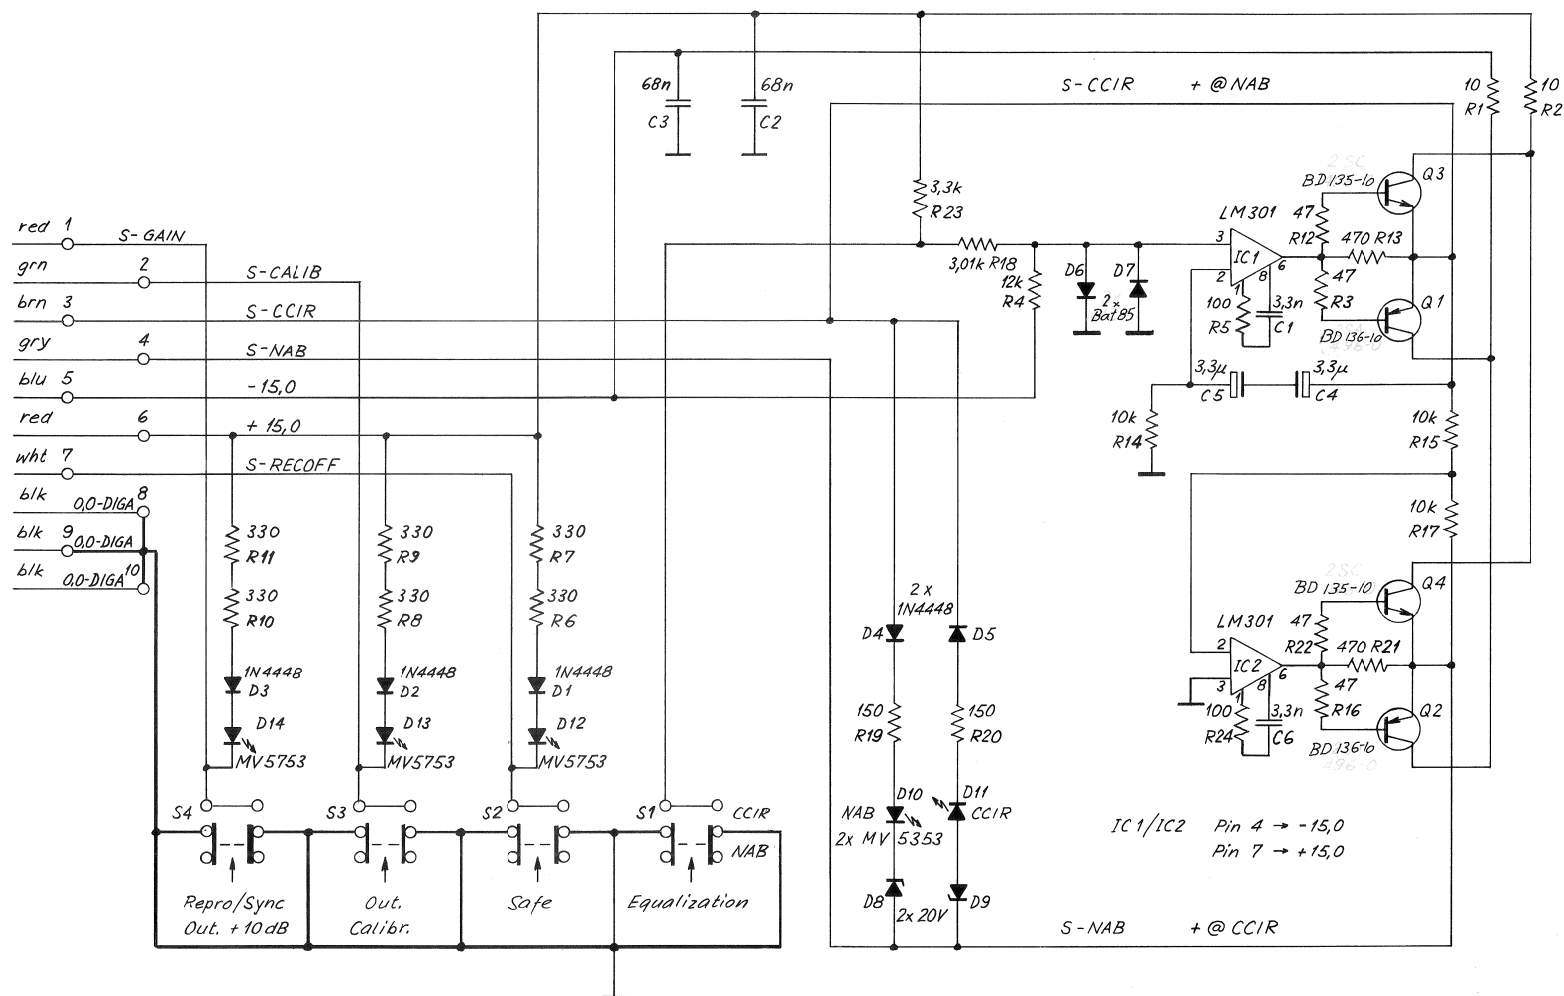 68n
C3
68n
C2
S-CCIR + @ NAB
10
R1
10
R2
3,3k
R23
BD 135-10
Q3
LM301
47
R12
470 R13
3
2
IC1
6
8
1
3,01k R18
12k
R4
D6
D7
2x
Bat 85
100
R5
3,3n
C1
47
R3
Q1
BD 136-10
red 1
S-GAIN
grn 2
S-CALIB
brn 3
S-CCIR
gry 4
S-NAB
blu 5
-15,0
red 6
+15,0
wht 7
S-RECOFF
blk 0,0-DIGA 8
blk 9 0,0-DIGA
blk 0,0-DIGA 10
3,3µ
C5
3,3µ
C4
10k
R14
10k
R15
10k
R17
330
R11
330
R9
330
R7
330
R10
330
R8
330
R6
1N4448
D3
1N4448
D2
1N4448
D1
D14
MV5753
D13
MV5753
D12
MV5753
2x
1N4448
D4
D5
150
R19
150
R20
D10
NAB
2x MV 5353
D11
CCIR
D8
2x 20V
D9
2SC
BD 135-10
Q4
LM301
47
R22
470 R21
2
3
IC2
6
8
1
100
R24
3,3n
C6
47
R16
Q2
BD 136-10
S4
S3
S2
S1
CCIR
NAB
Repro/Sync
Out. +10dB
Out.
Calibr.
Safe
Equalization
IC1/IC2 Pin 4 → -15,0
Pin 7 → +15,0
S-NAB + @ CCIR